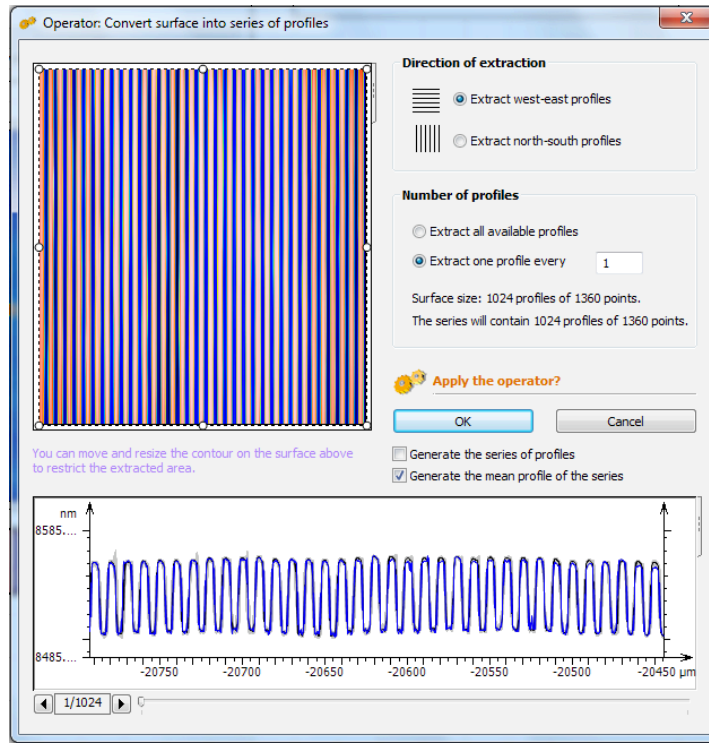 Operator: Convert surface into series of profiles
Direction of extraction
Extract west-east profiles
Extract north-south profiles
Number of profiles
Extract all available profiles
Extract one profile every 1
Surface size: 1024 profiles of 1360 points.
The series will contain 1024 profiles of 1360 points.
Apply the operator?
OK Cancel
You can move and resize the contour on the surface above
to restrict the extracted area.
Generate the series of profiles
Generate the mean profile of the series
nm
8585....
8485....
-20750 -20700 -20650 -20600 -20550 -20500 -20450 µm
1/1024